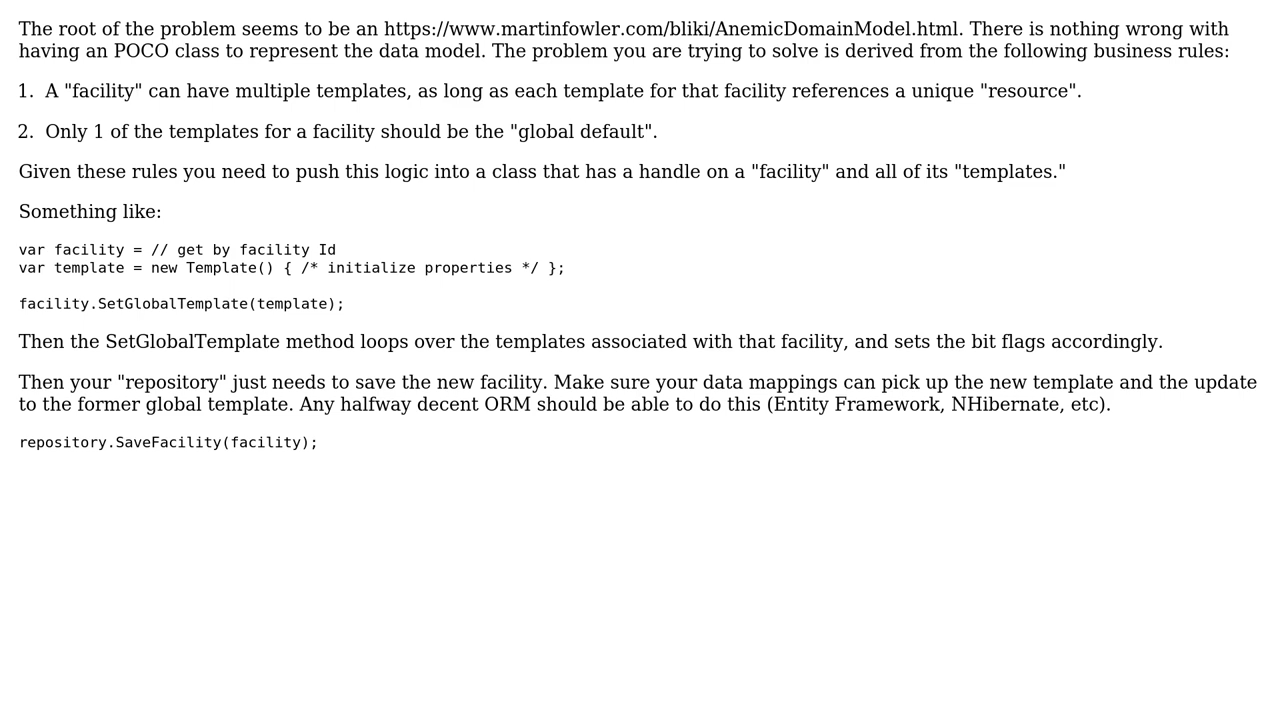 The root of the problem seems to be an https://www.martinfowler.com/bliki/AnemicDomainModel.html. There is nothing wrong with
having an POCO class to represent the data model. The problem you are trying to solve is derived from the following business rules:
1. A "facility" can have multiple templates, as long as each template for that facility references a unique "resource".
2. Only 1 of the templates for a facility should be the "global default".
Given these rules you need to push this logic into a class that has a handle on a "facility" and all of its "templates."
Something like:
var facility = // get by facility Id
var template = new Template() { /* initialize properties */ };
facility.SetGlobalTemplate(template);
Then the SetGlobalTemplate method loops over the templates associated with that facility, and sets the bit flags accordingly.
Then your "repository" just needs to save the new facility. Make sure your data mappings can pick up the new template and the update
to the former global template. Any halfway decent ORM should be able to do this (Entity Framework, NHibernate, etc).
repository.SaveFacility(facility);